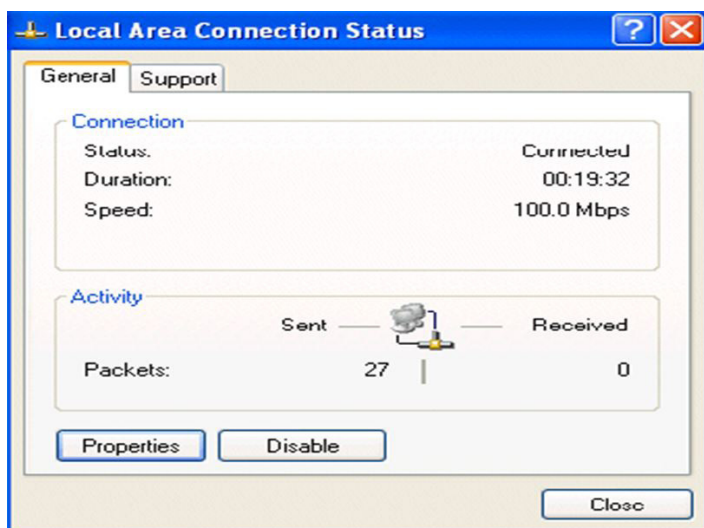 Local Area Connection Status
General Support
Connection
Status: Connected
Duration: 00:19:32
Speed: 100.0 Mbps
Activity
Sent Received
Packets: 27 0
Properties Disable
Close